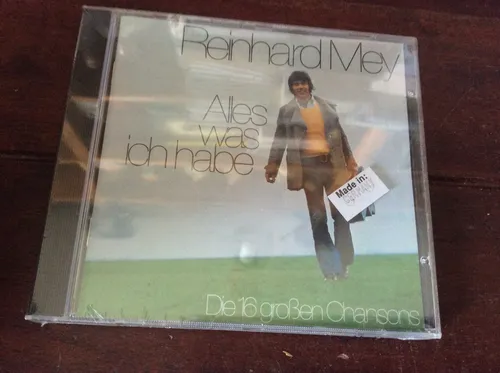 Reinhard Mey
Alles
was
ich habe
Made in:
Die 16 großen Chansons